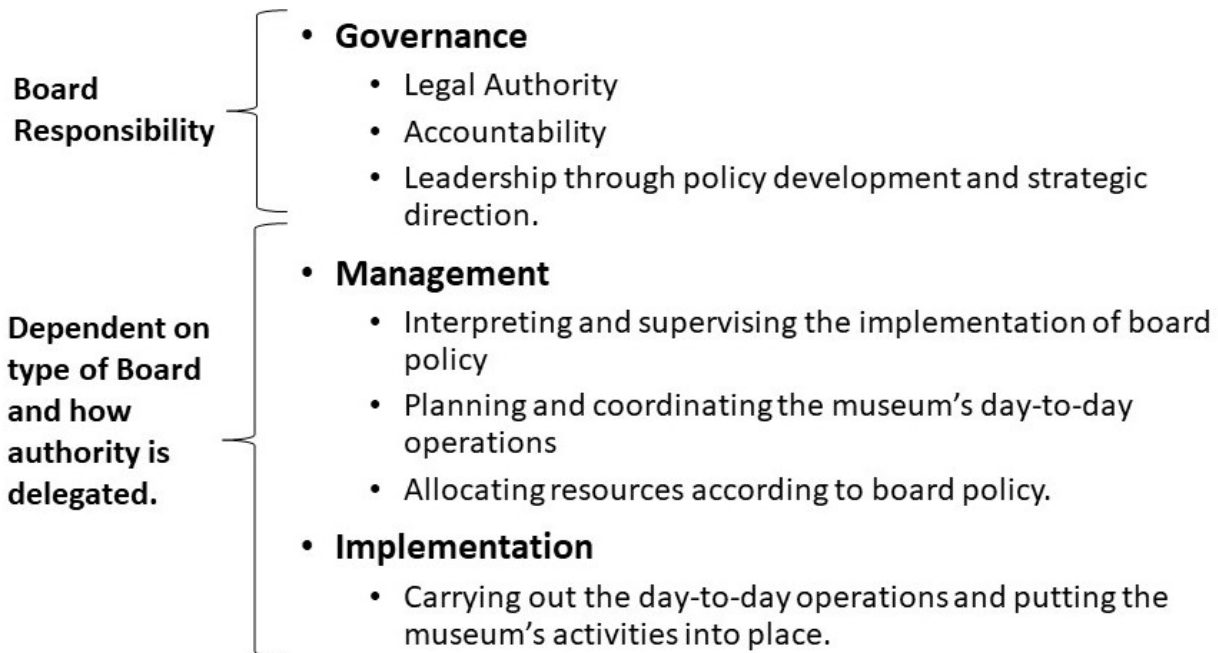 Board
Responsibility
• Governance
• Legal Authority
• Accountability
• Leadership through policy development and strategic
direction.
Dependent on
type of Board
and how
authority is
delegated.
• Management
• Interpreting and supervising the implementation of board
policy
• Planning and coordinating the museum’s day-to-day
operations
• Allocating resources according to board policy.
• Implementation
• Carrying out the day-to-day operations and putting the
museum’s activities into place.